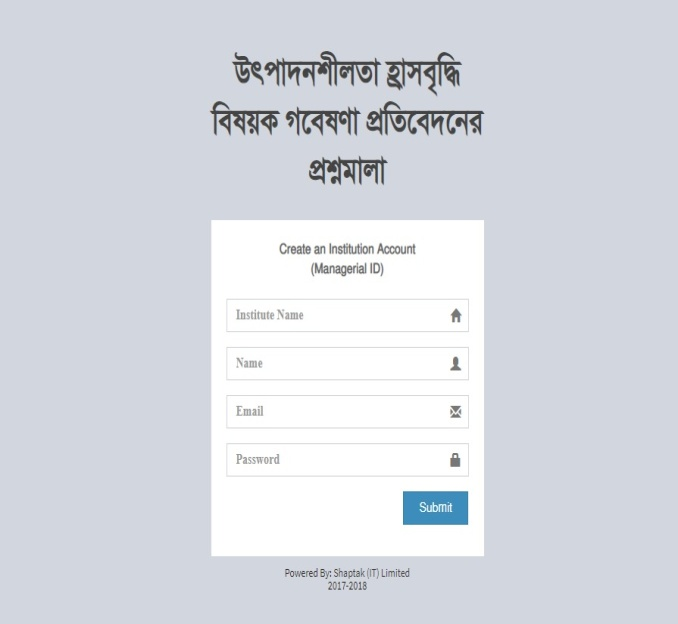 উৎপাদনশীলতা হ্রাসবৃদ্ধি
বিষয়ক গবেষণা প্রতিবেদনের
প্রশ্নমালা
Create an Institution Account
(Managerial ID)
Institute Name
Name
Email
Password
Submit
Powered By: Shaptak (IT) Limited
2017-2018